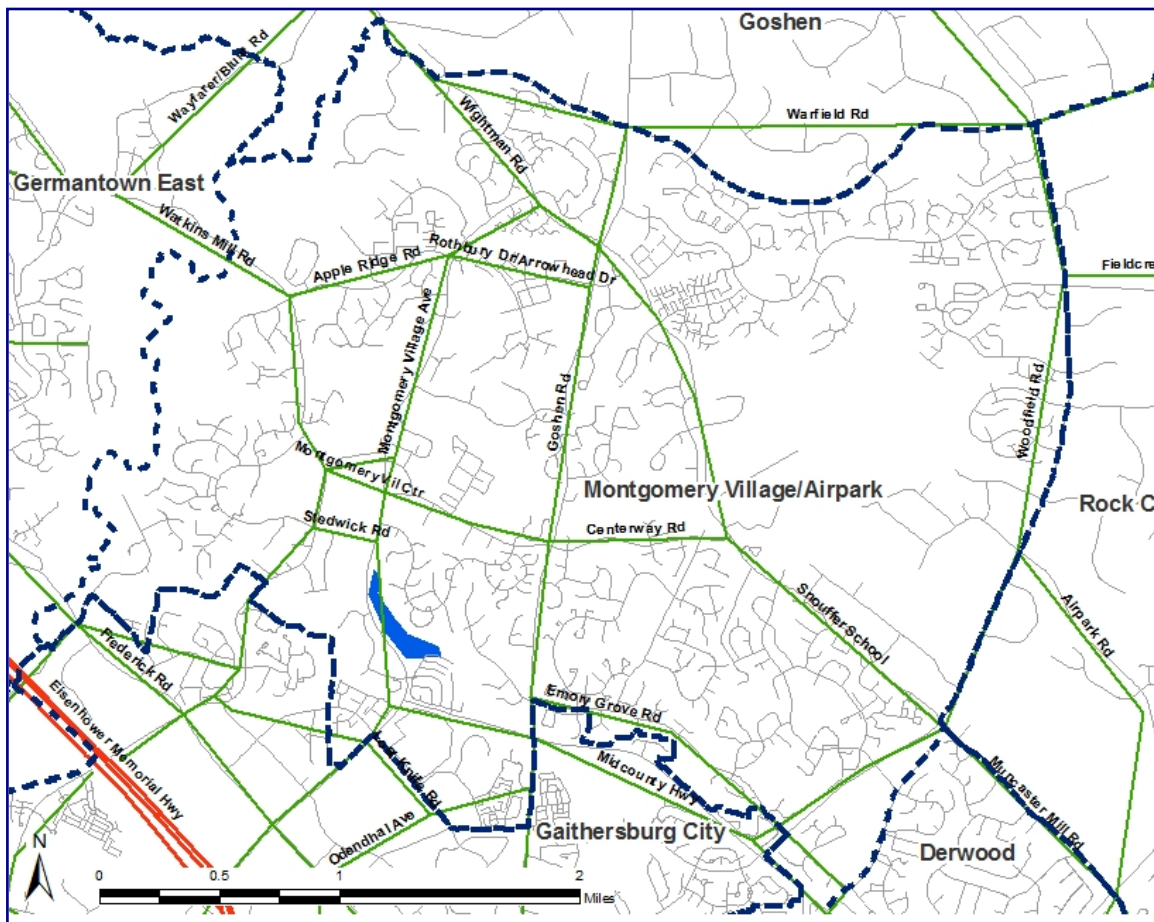 Goshen
Wayfarer/Blunt Rd
Wightman Rd
Warfield Rd
Germantown East
Watkins Mill Rd
Apple Ridge Rd
Rothbury Dr/Arrowhead Dr
Fieldcre
Montgomery Village Ave
Goshen Rd
Woodfield Rd
Montgomery Vil Ctr
Montgomery Village/Airpark
Rock C
Stedwick Rd
Centerway Rd
Snouffer School
Airpark Rd
Frederick Rd
Eisenhower Memorial Hwy
Emory Grove Rd
Lost Knife Rd
Midcounty Hwy
Muncaster Mill Rd
Odendhal Ave
Gaithersburg City
Derwood
N
0 0.5 1 2
Miles